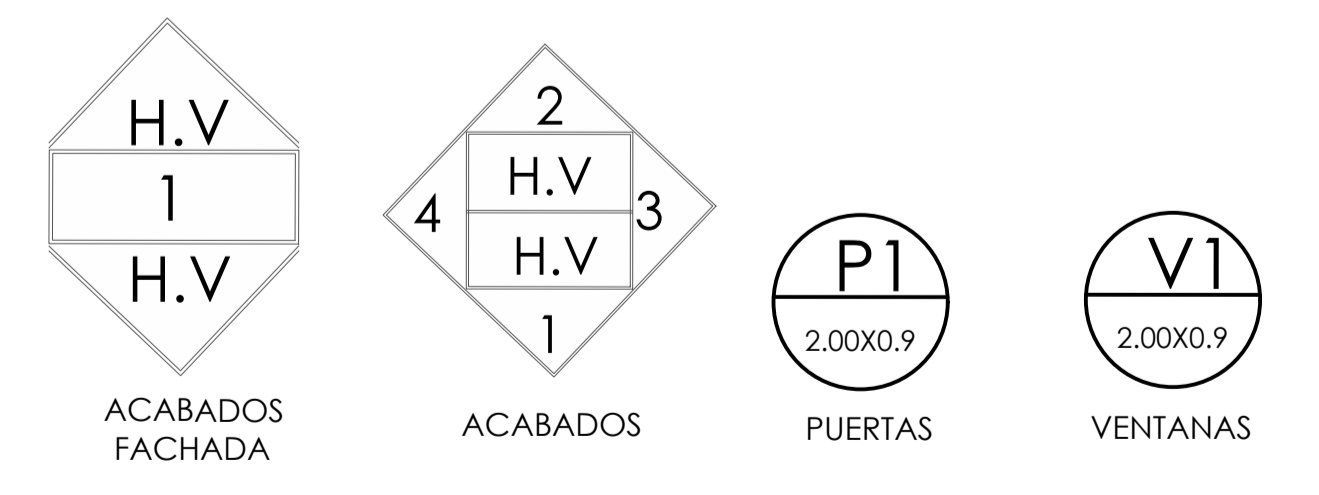 H.V
1
H.V
ACABADOS
FACHADA
2
H.V
4
3
H.V
1
ACABADOS
P1
2.00X0.9
PUERTAS
V1
2.00X0.9
VENTANAS